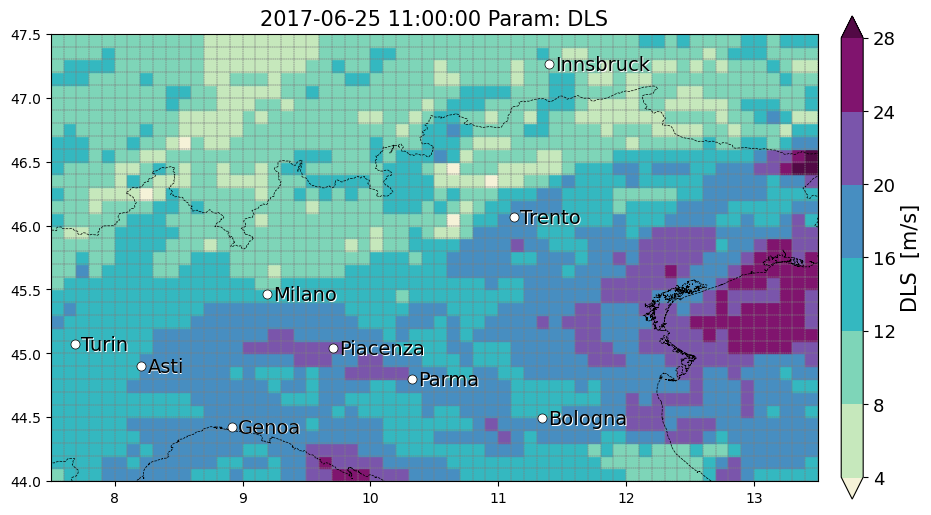 2017-06-25 11:00:00 Param: DLS
47.5
47.0
46.5
46.0
45.5
45.0
44.5
44.0
8
9
10
11
12
13
Innsbruck
Trento
Milano
Turin
Piacenza
Asti
Parma
Bologna
Genoa
28
24
20
16
12
8
4
DLS [m/s]